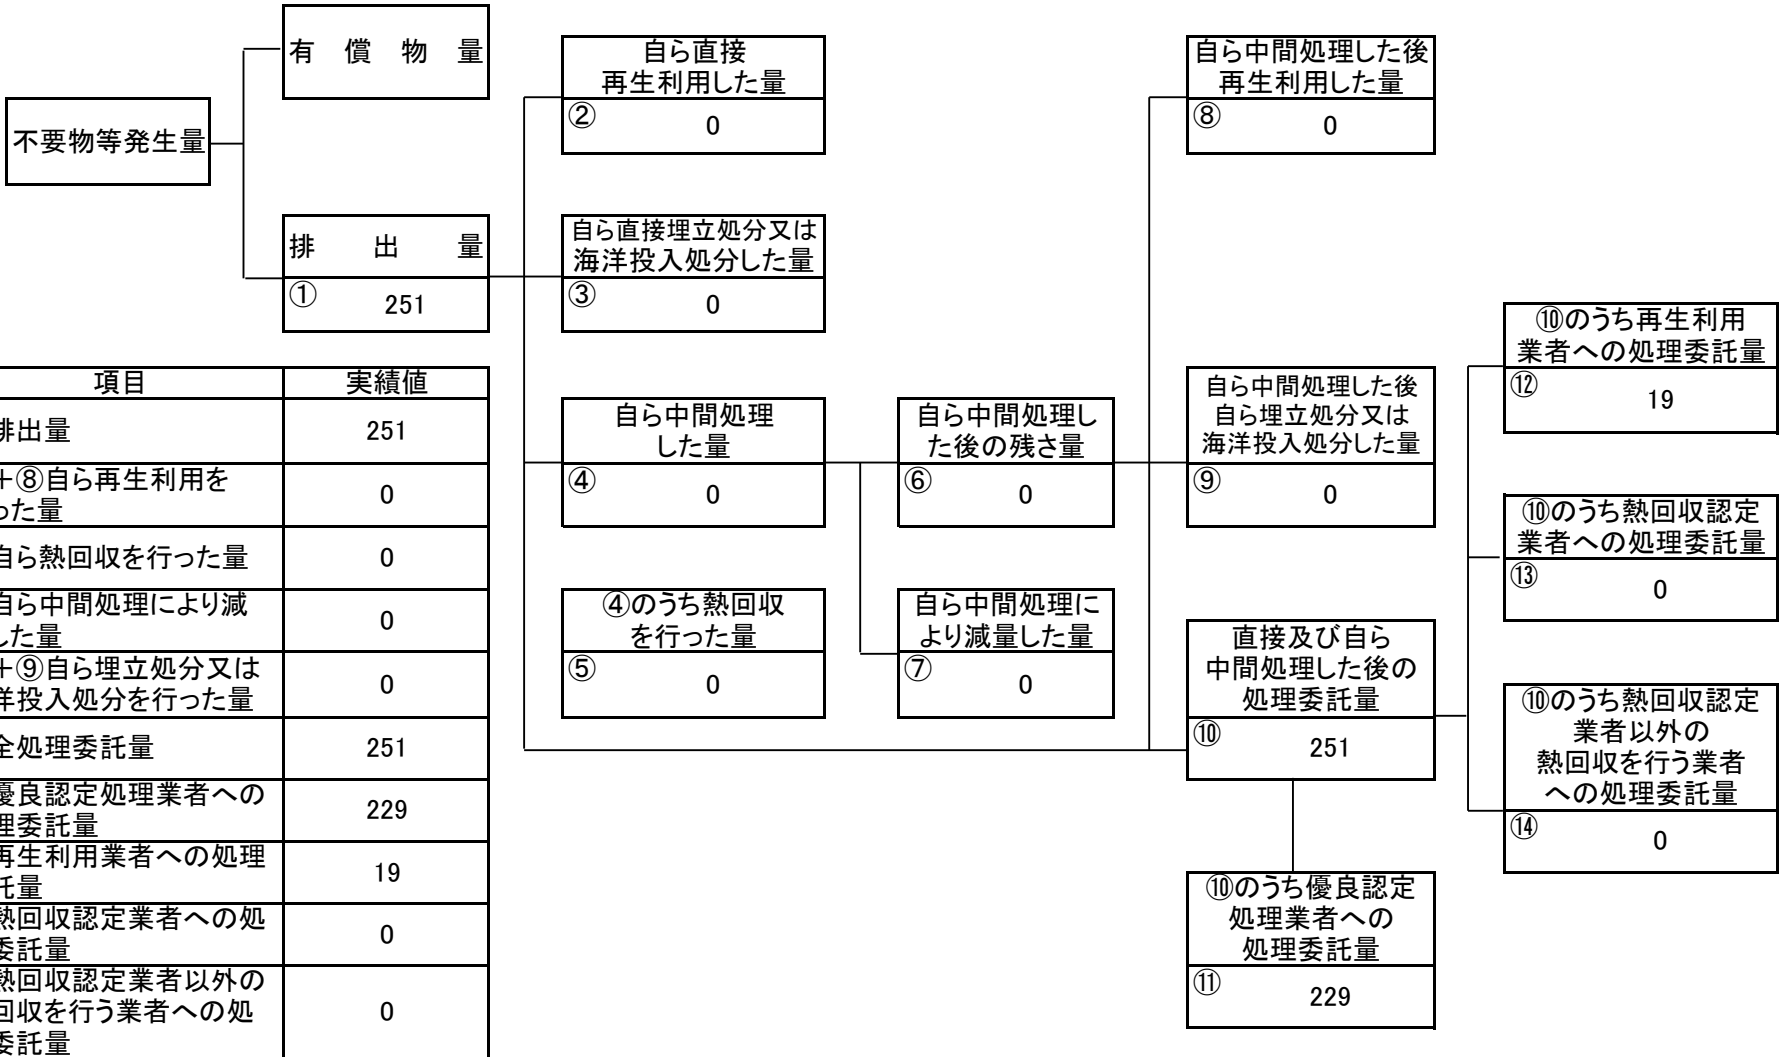 有償物量
不要物等発生量
排出量
① 251
自ら直接
再生利用した量
② 0
自ら直接埋立処分又は
海洋投入処分した量
③ 0
自ら中間処理
した量
④ 0
④のうち熱回収
を行った量
⑤ 0
自ら中間処理し
た後の残さ量
⑥ 0
自ら中間処理に
より減量した量
⑦ 0
自ら中間処理した後
再生利用した量
⑧ 0
自ら中間処理した後
自ら埋立処分又は
海洋投入処分した量
⑨ 0
直接及び自ら
中間処理した後の
処理委託量
⑩ 251
⑩のうち優良認定
処理業者への
処理委託量
⑪ 229
⑩のうち再生利用
業者への処理委託量
⑫ 19
⑩のうち熱回収認定
業者への処理委託量
⑬ 0
⑩のうち熱回収認定
業者以外の
熱回収を行う業者
への処理委託量
⑭ 0
項目 実績値
排出量 251
+⑧自ら再生利用を
った量 0
自ら熱回収を行った量 0
自ら中間処理により減
した量 0
+⑨自ら埋立処分又は
洋投入処分を行った量 0
全処理委託量 251
優良認定処理業者への
理委託量 229
再生利用業者への処理
託量 19
熱回収認定業者への処
委託量 0
熱回収認定業者以外の
回収を行う業者への処
委託量 0